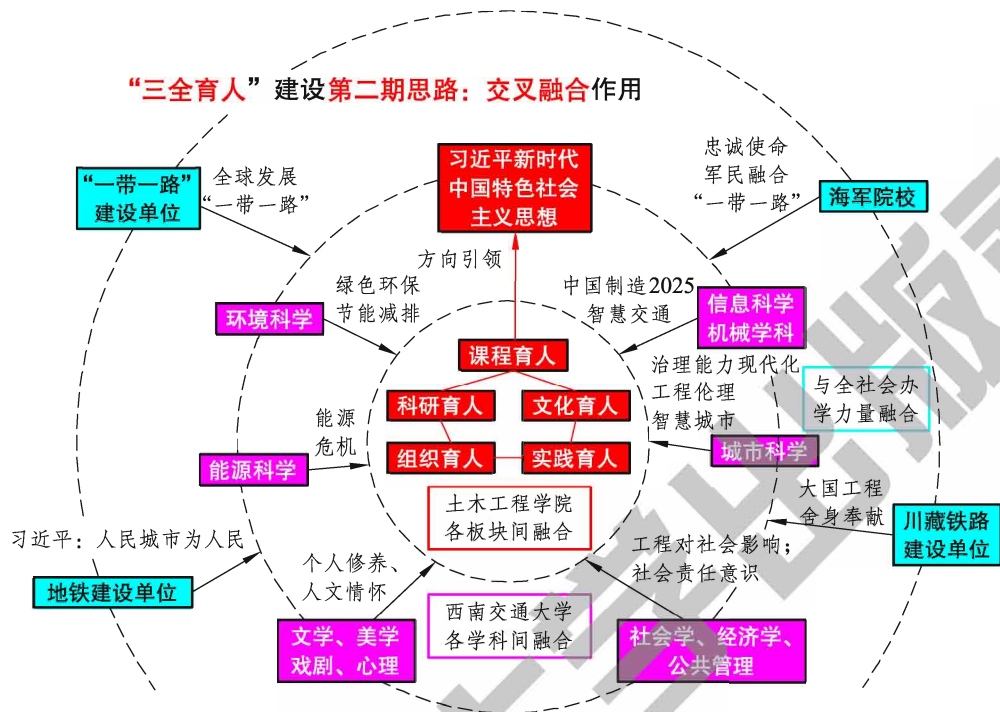 “三全育人”建设第二期思路：交叉融合作用
习近平新时代
中国特色社会
主义思想
“一带一路”
建设单位
全球发展
“一带一路”
忠诚使命
军民融合
“一带一路”
海军院校
方向引领
绿色环保
节能减排
环境科学
中国制造2025
智慧交通
信息科学
机械学科
课程育人
科研育人
文化育人
组织育人
实践育人
治理能力现代化
工程伦理
智慧城市
与全社会办
学力量融合
能源
危机
能源科学
城市科学
土木工程学院
各板块间融合
大国工程
舍身奉献
川藏铁路
建设单位
习近平：人民城市为人民
地铁建设单位
个人修养、
人文情怀
工程对社会影响；
社会责任意识
文学、美学
戏剧、心理
西南交通大学
各学科间融合
社会学、经济学、
公共管理